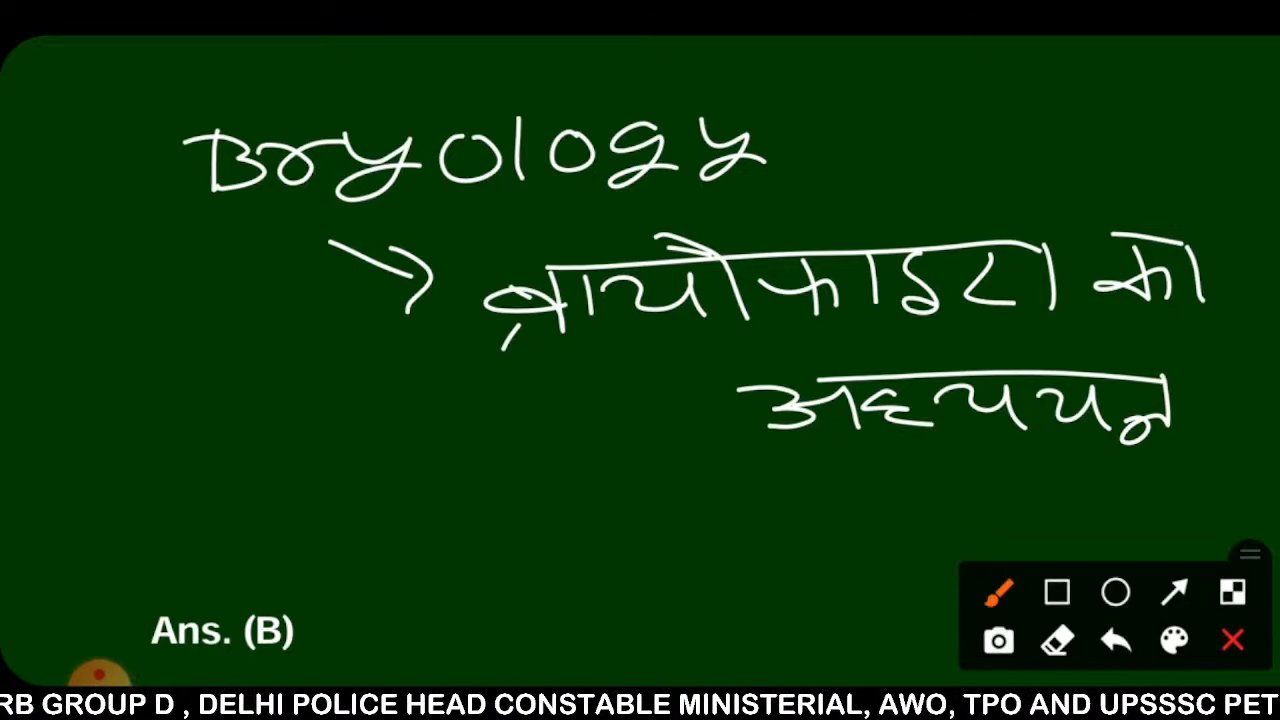 Bryology
→ ब्रायोफाइटा का
अध्ययन
Ans. (B)
RB GROUP D , DELHI POLICE HEAD CONSTABLE MINISTERIAL, AWO, TPO AND UPSSSC PET